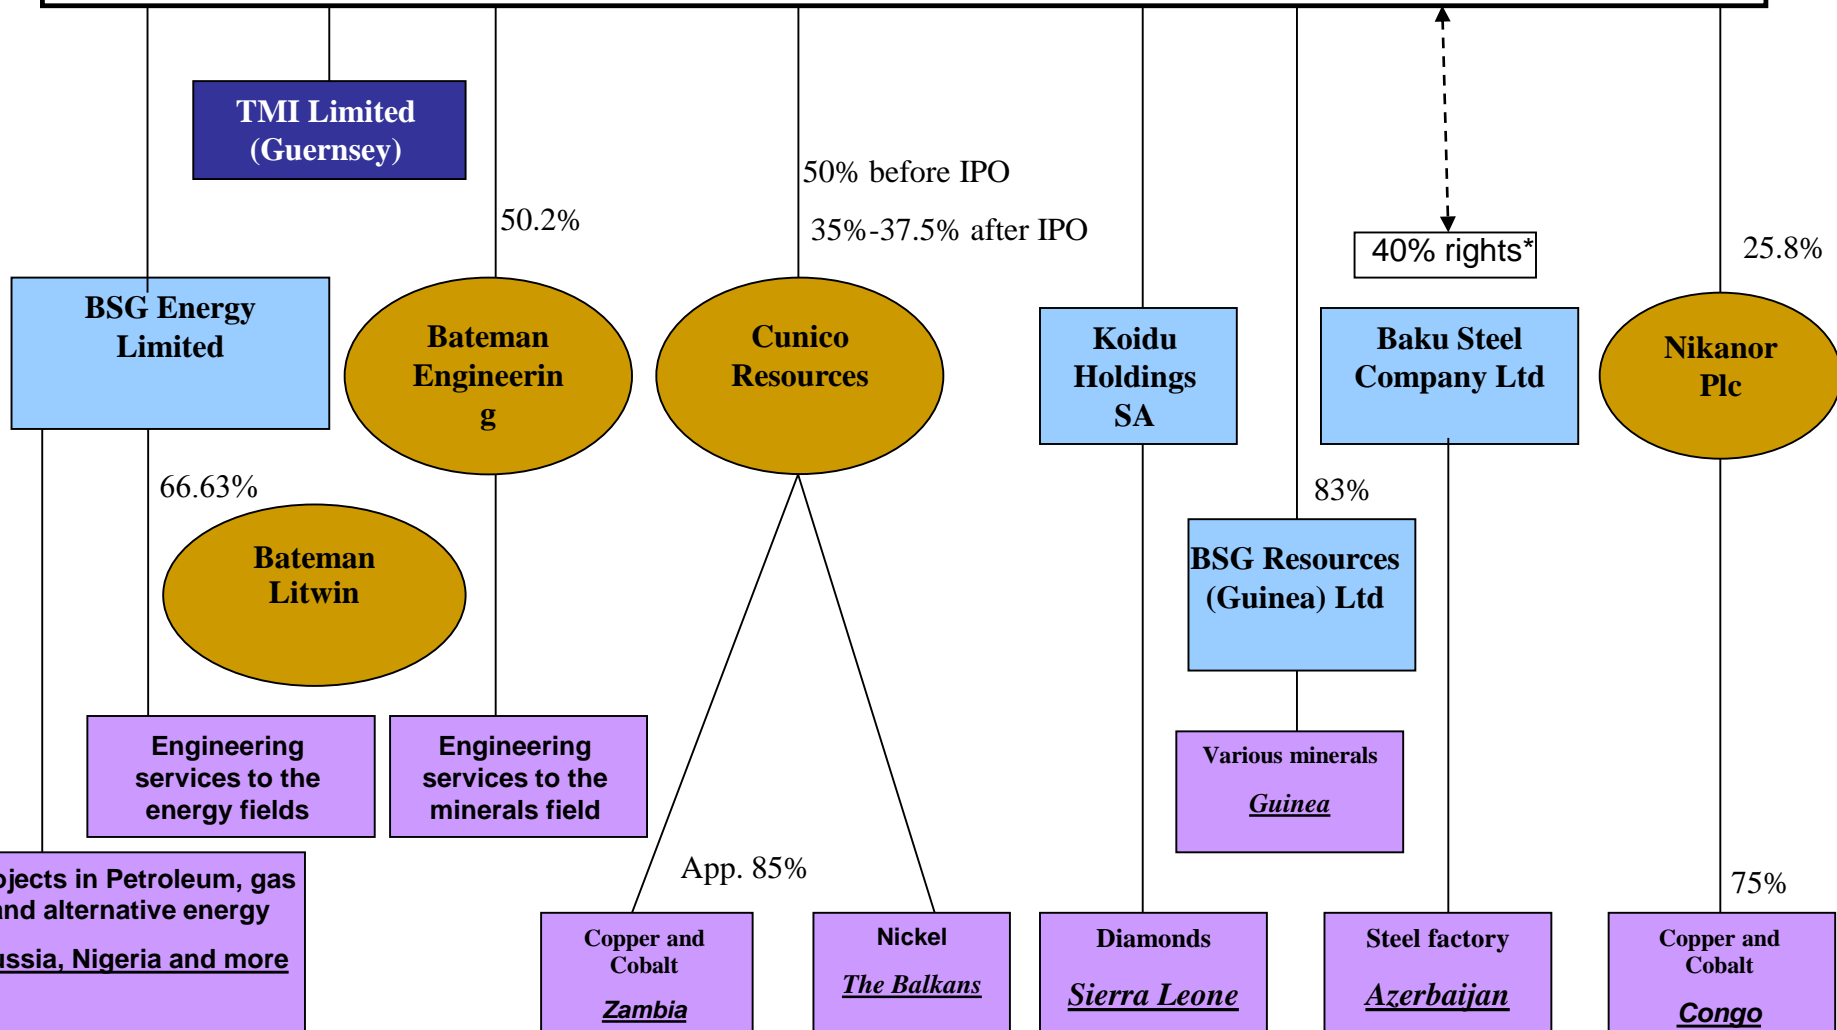 TMI Limited
(Guernsey)
50% before IPO
35%-37.5% after IPO
50.2%
40% rights*
25.8%
BSG Energy
Limited
Bateman
Engineerin
g
Cunico
Resources
Koidu
Holdings
SA
Baku Steel
Company Ltd
Nikanor
Plc
66.63%
83%
Bateman
Litwin
BSG Resources
(Guinea) Ltd
Engineering
services to the
energy fields
Engineering
services to the
minerals field
Various minerals
Guinea
ojects in Petroleum, gas
and alternative energy
ussia, Nigeria and more
App. 85%
75%
Copper and
Cobalt
Zambia
Nickel
The Balkans
Diamonds
Sierra Leone
Steel factory
Azerbaijan
Copper and
Cobalt
Congo